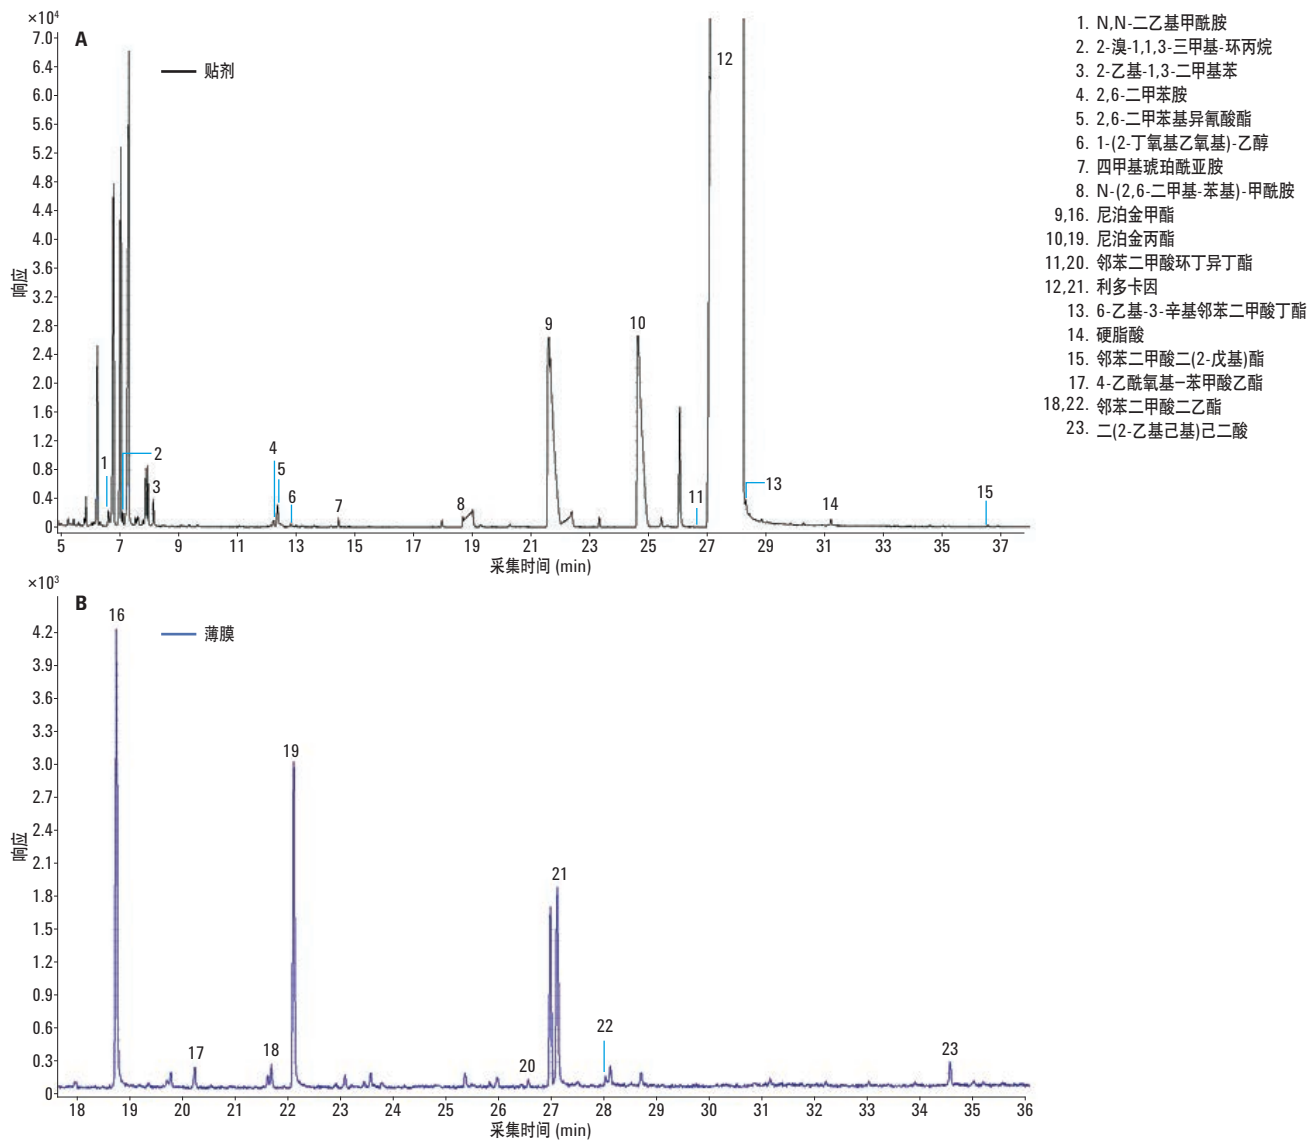 ×10⁴
A
贴剂
7.0
6.4
6.0
5.6
5.2
4.8
4.4
4.0
3.6
3.2
2.8
2.4
2.0
1.6
1.2
0.8
0.4
0
响应
1
2
3
4
5
6
7
8
9
10
11
12
13
14
15
5 7 9 11 13 15 17 19 21 23 25 27 29 31 33 35 37
采集时间 (min)
1. N,N-二乙基甲酰胺
2. 2-溴-1,1,3-三甲基-环丙烷
3. 2-乙基-1,3-二甲基苯
4. 2,6-二甲苯胺
5. 2,6-二甲苯基异氰酸酯
6. 1-(2-丁氧基乙氧基)-乙醇
7. 四甲基琥珀酰亚胺
8. N-(2,6-二甲基-苯基)-甲酰胺
9,16. 尼泊金甲酯
10,19. 尼泊金丙酯
11,20. 邻苯二甲酸环丁异丁酯
12,21. 利多卡因
13. 6-乙基-3-辛基邻苯二甲酸丁酯
14. 硬脂酸
15. 邻苯二甲酸二(2-戊基)酯
17. 4-乙酰氧基–苯甲酸乙酯
18,22. 邻苯二甲酸二乙酯
23. 二(2-乙基己基)己二酸
×10³
B
薄膜
4.2
3.9
3.6
3.3
3.0
2.7
2.4
2.1
1.8
1.5
1.2
0.9
0.6
0.3
0
响应
16
17
18
19
20
21
22
23
18 19 20 21 22 23 24 25 26 27 28 29 30 31 32 33 34 35 36
采集时间 (min)